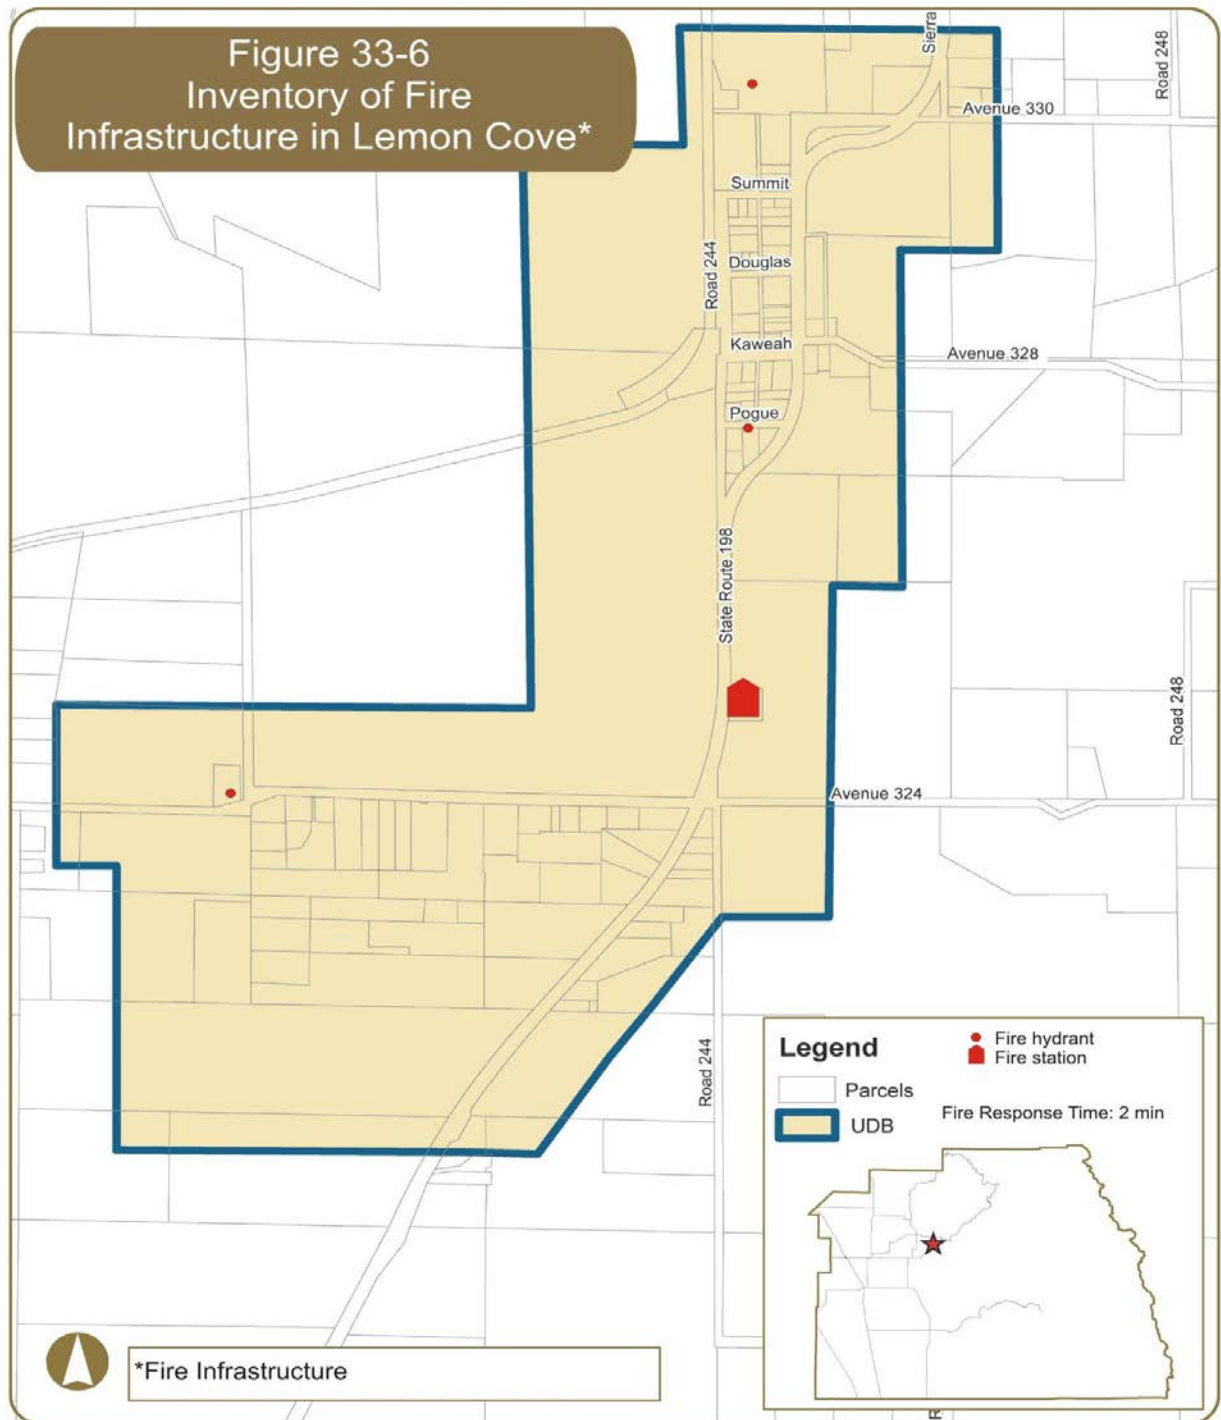 Figure 33-6
Inventory of Fire
Infrastructure in Lemon Cove*
Sierra
Road 248
Avenue 330
Summit
Road 244
Douglas
Kaweah
Avenue 328
Pogue
State Route 198
Road 248
Avenue 324
Road 244
Legend
Fire hydrant
Fire station
Parcels
UDB
Fire Response Time: 2 min
*Fire Infrastructure
R